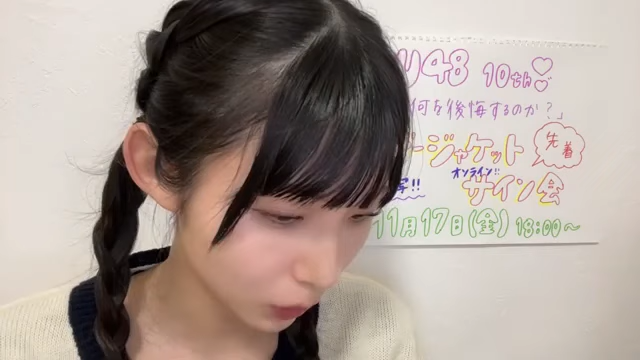 U48 10th♡
何を後悔するのか？」
ージャケット 先着
オンライン!!
サイン会
11月17日(金) 18:00〜